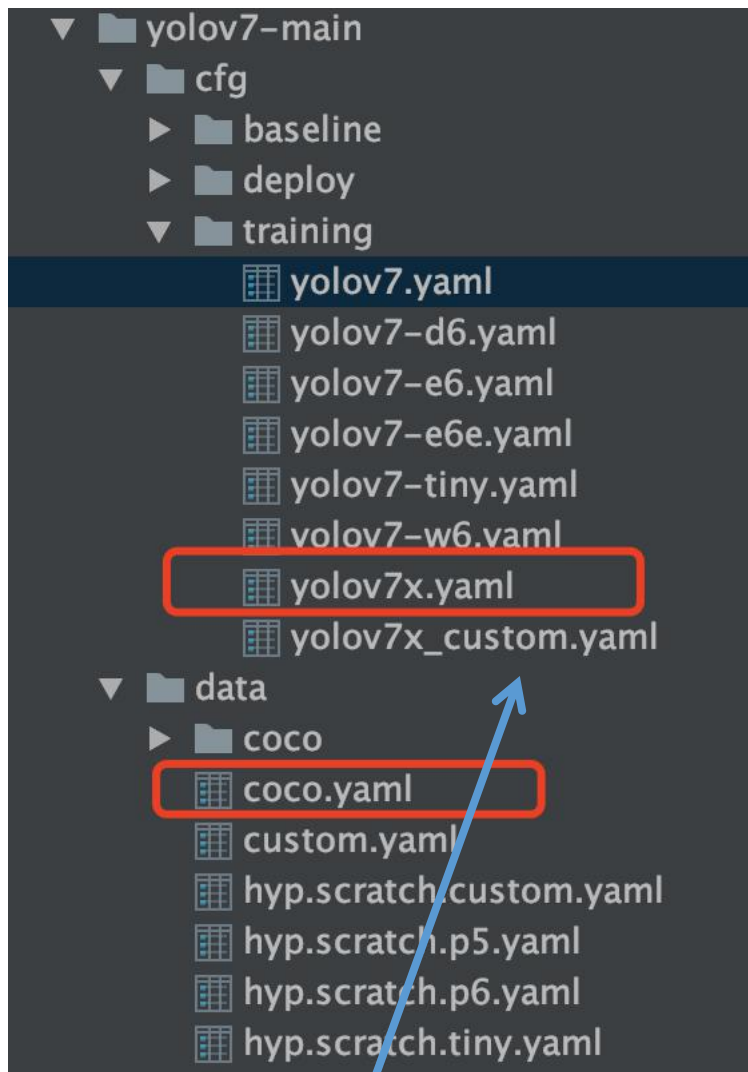 yolov7-main
cfg
baseline
deploy
training
yolov7.yaml
yolov7-d6.yaml
yolov7-e6.yaml
yolov7-e6e.yaml
yolov7-tiny.yaml
yolov7-w6.yaml
yolov7x.yaml
yolov7x_custom.yaml
data
coco
coco.yaml
custom.yaml
hyp.scratch.custom.yaml
hyp.scratch.p5.yaml
hyp.scratch.p6.yaml
hyp.scratch.tiny.yaml